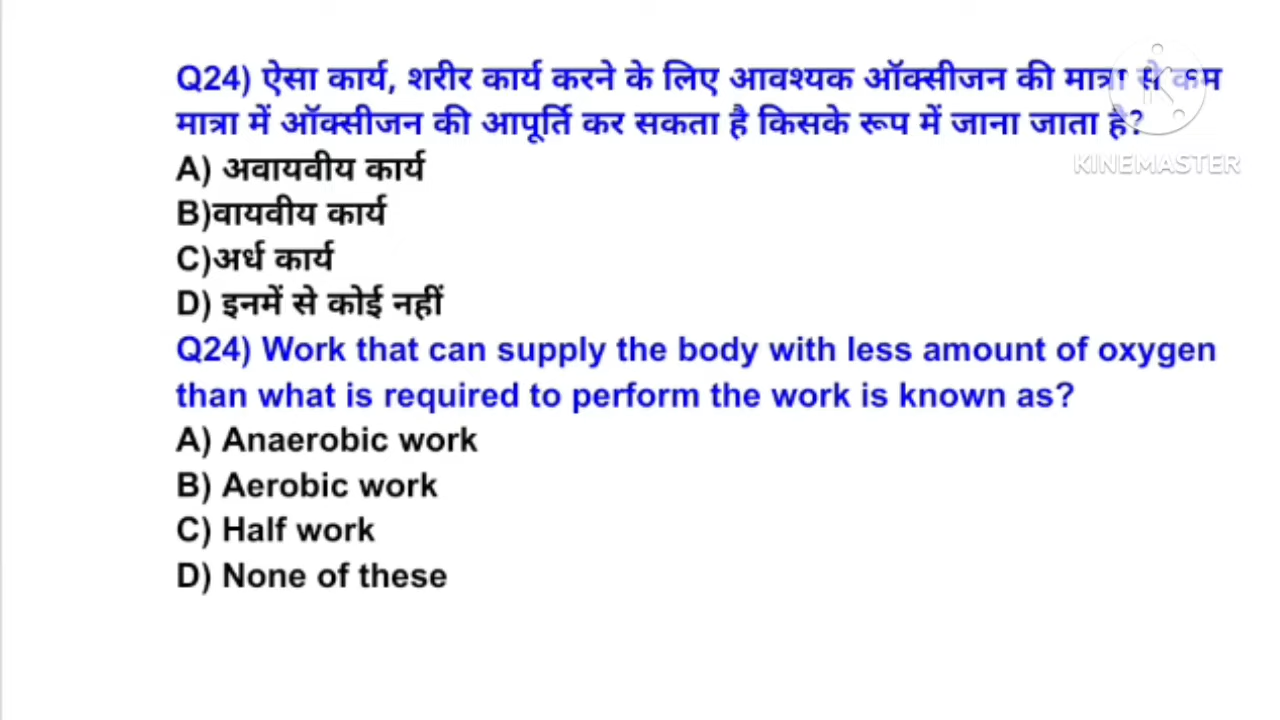 Q24) ऐसा कार्य, शरीर कार्य करने के लिए आवश्यक ऑक्सीजन की मात्रा से कम
मात्रा में ऑक्सीजन की आपूर्ति कर सकता है किसके रूप में जाना जाता है?
KINEMASTER
A) अवायवीय कार्य
B)वायवीय कार्य
C)अर्ध कार्य
D) इनमें से कोई नहीं
Q24) Work that can supply the body with less amount of oxygen
than what is required to perform the work is known as?
A) Anaerobic work
B) Aerobic work
C) Half work
D) None of these